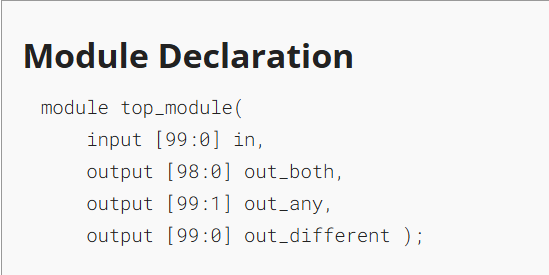 Module Declaration
module top_module(
    input [99:0] in,
    output [98:0] out_both,
    output [99:1] out_any,
    output [99:0] out_different );